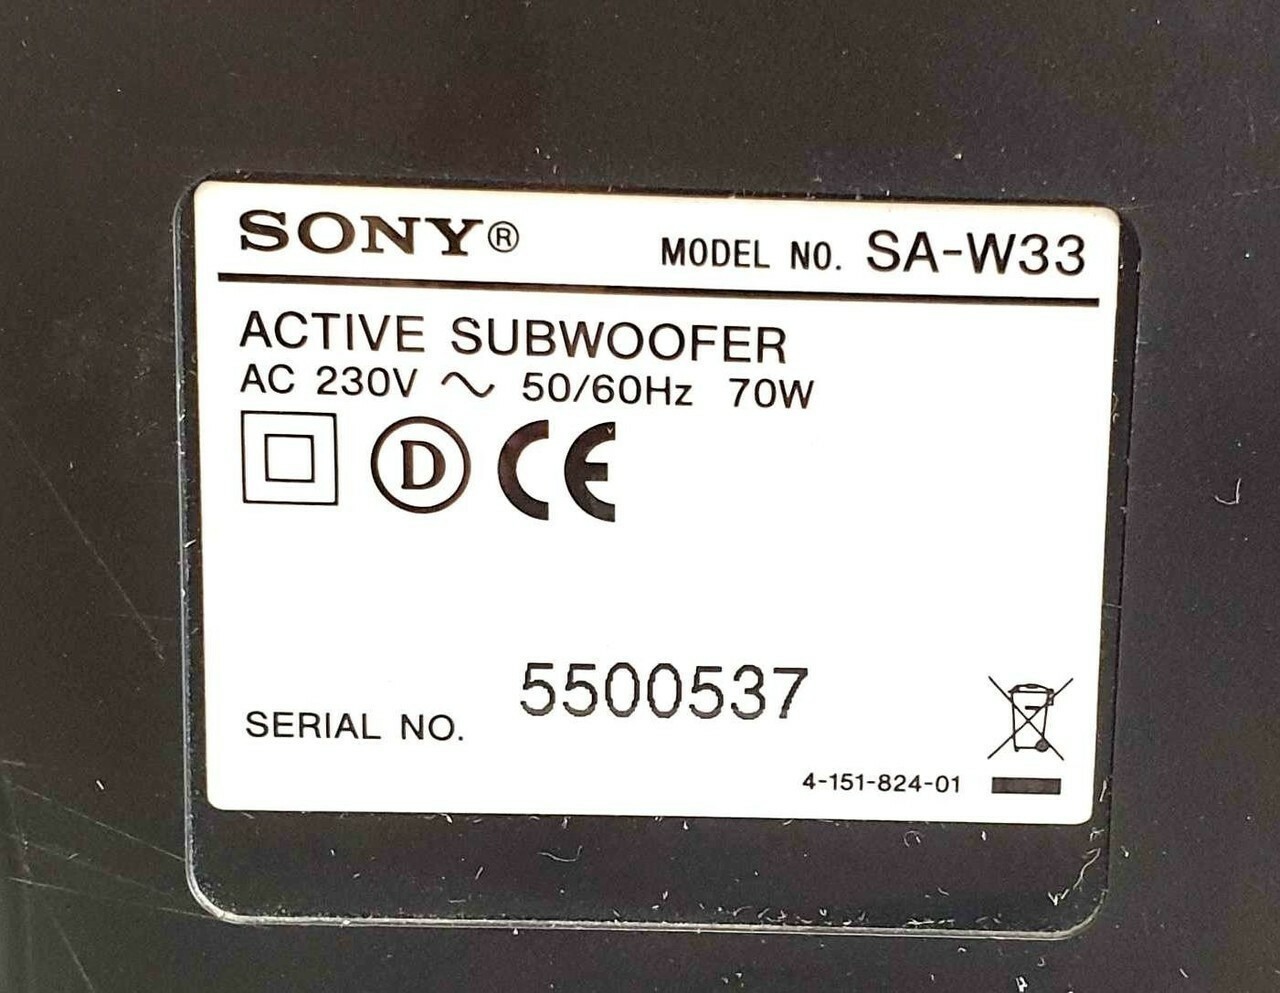 SONY® MODEL NO. SA-W33
ACTIVE SUBWOOFER
AC 230V ～ 50/60Hz 70W
D CE
SERIAL NO. 5500537
4-151-824-01